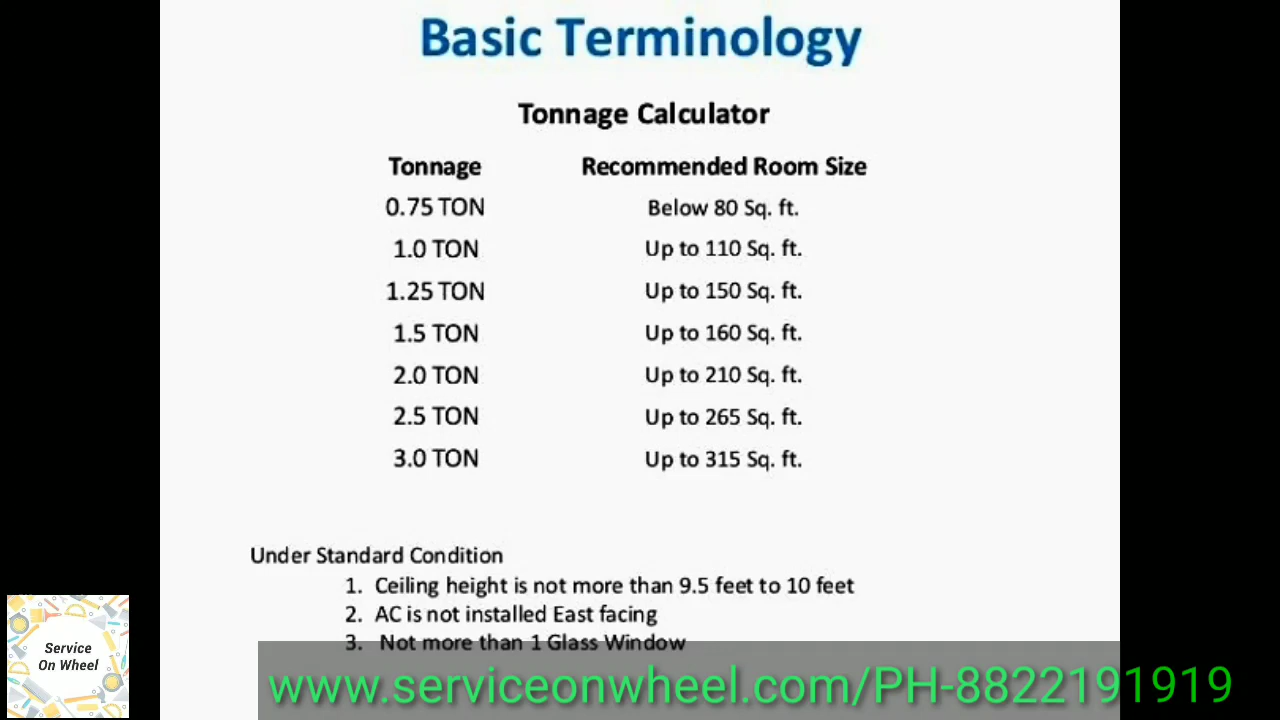 Basic Terminology
Tonnage Calculator
Tonnage Recommended Room Size
0.75 TON Below 80 Sq. ft.
1.0 TON Up to 110 Sq. ft.
1.25 TON Up to 150 Sq. ft.
1.5 TON Up to 160 Sq. ft.
2.0 TON Up to 210 Sq. ft.
2.5 TON Up to 265 Sq. ft.
3.0 TON Up to 315 Sq. ft.
Under Standard Condition
1. Ceiling height is not more than 9.5 feet to 10 feet
2. AC is not installed East facing
3. Not more than 1 Glass Window
Service
On Wheel
www.serviceonwheel.com/PH-8822191919